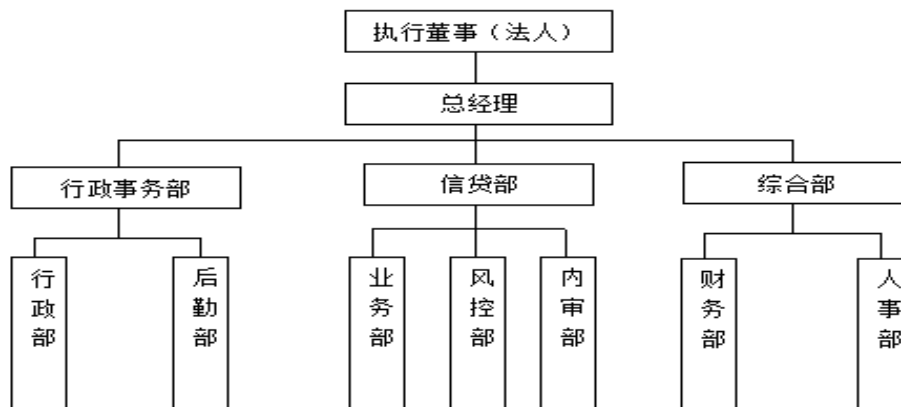 执行董事（法人）
总经理
行政事务部
信贷部
综合部
行政部
后勤部
业务部
风控部
内审部
财务部
人事部